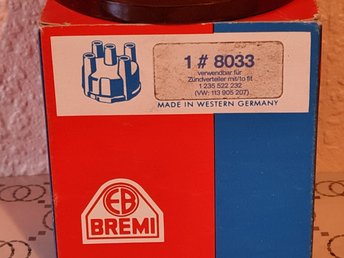 1 # 8033
verwendbar für
Zündverteiler mit/to fit
1 235 522 232
(VW: 113 905 207)
MADE IN WESTERN GERMANY
EB
BREMI